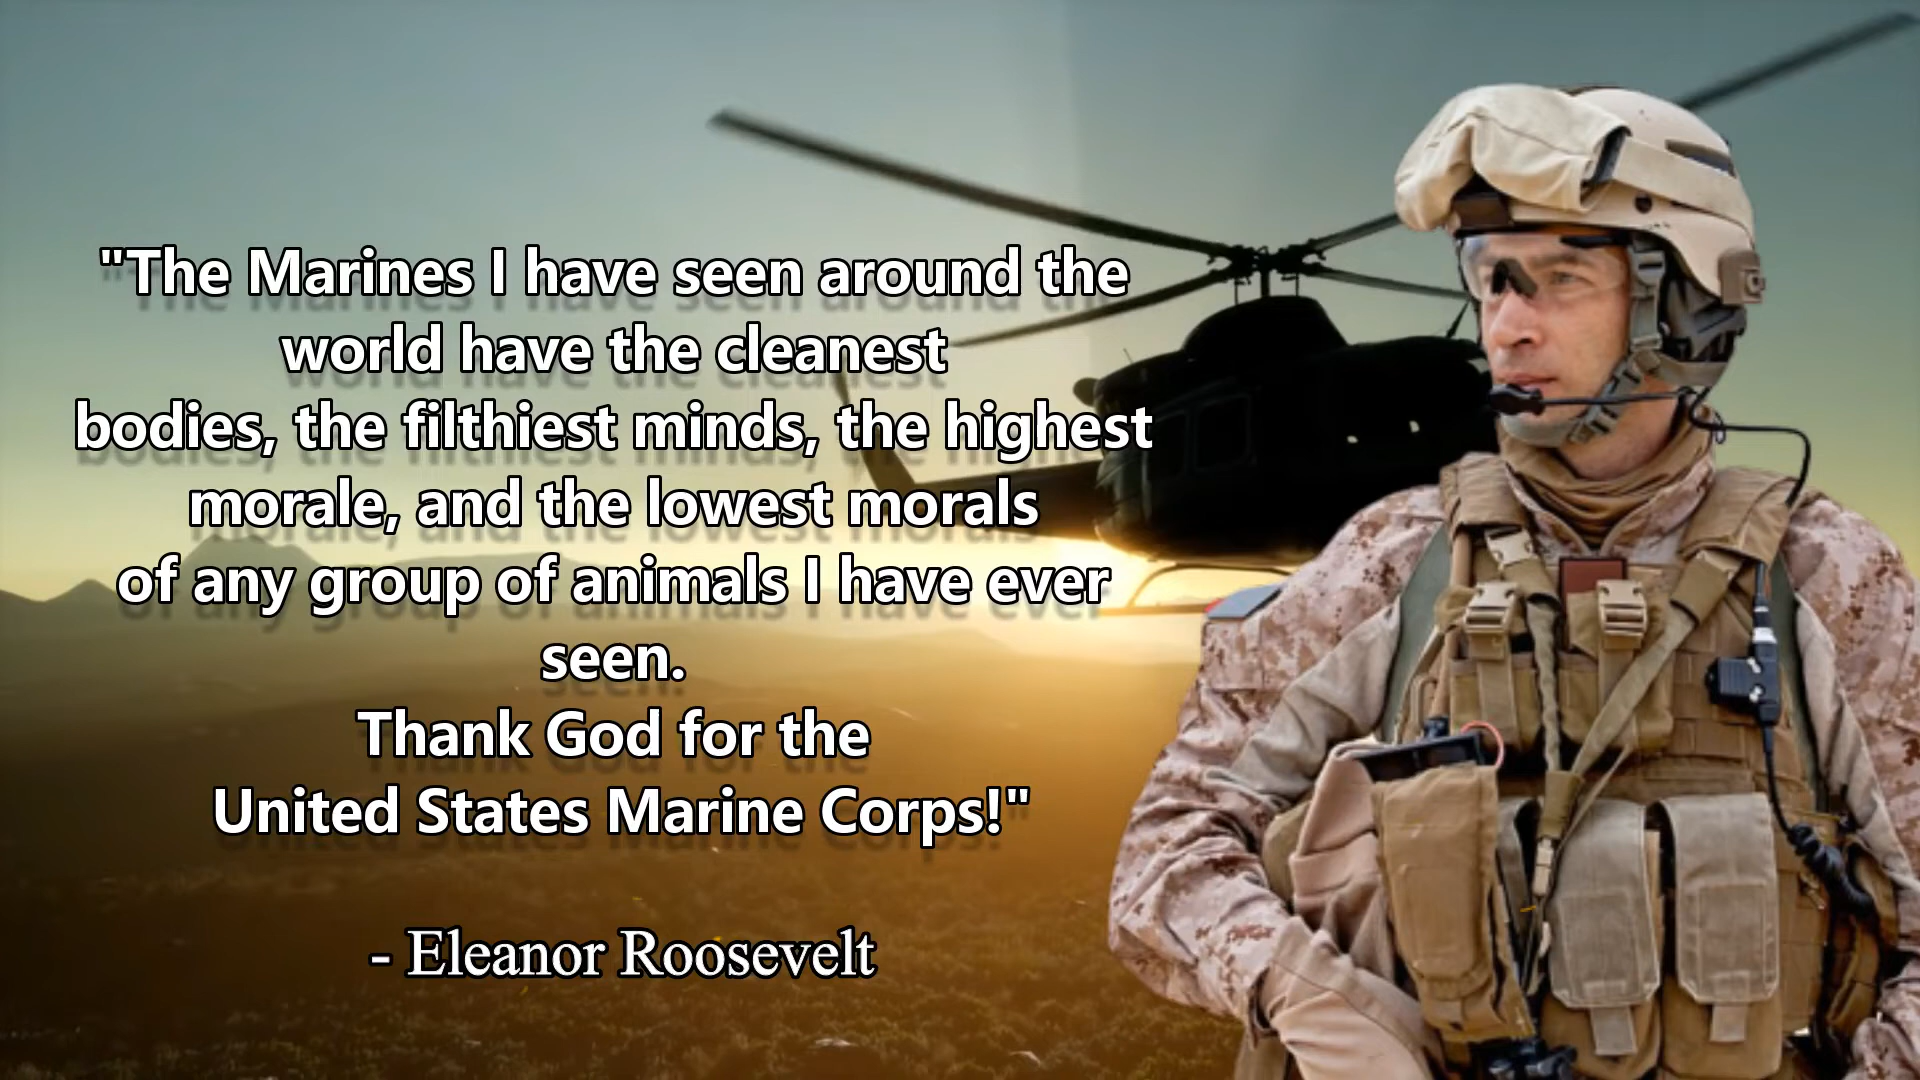 "The Marines I have seen around the
world have the cleanest
bodies, the filthiest minds, the highest
morale, and the lowest morals
of any group of animals I have ever
seen.
Thank God for the
United States Marine Corps!"
- Eleanor Roosevelt